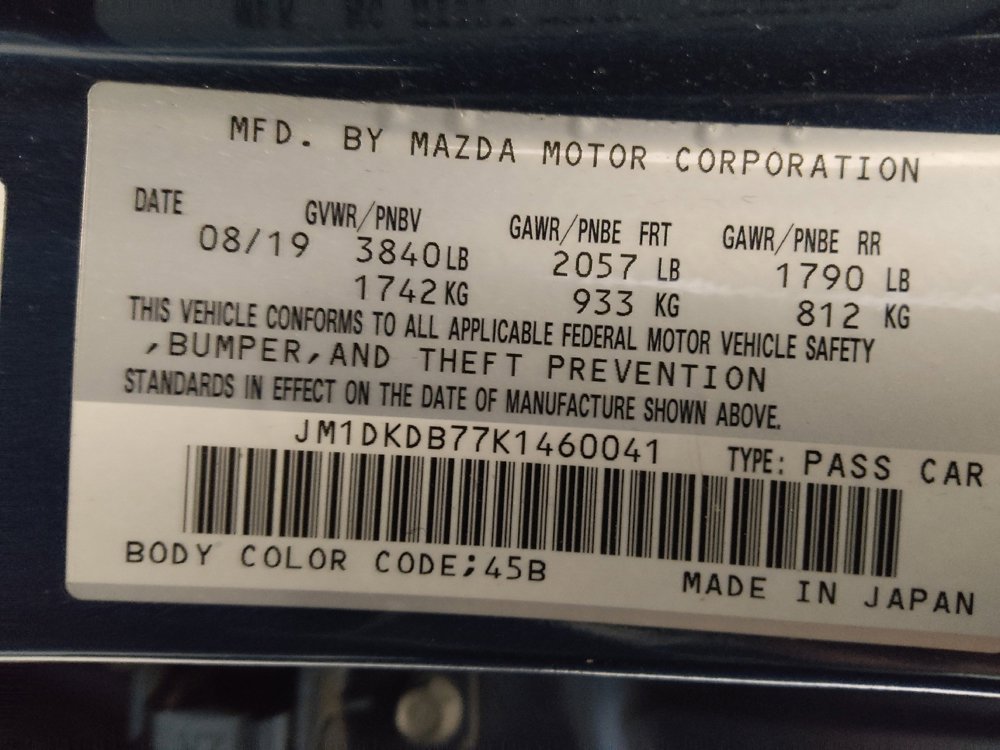 MFD. BY MAZDA MOTOR CORPORATION
DATE GVWR/PNBV GAWR/PNBE FRT GAWR/PNBE RR
08/19 3840LB 2057 LB 1790 LB
1742KG 933 KG 812 KG
THIS VEHICLE CONFORMS TO ALL APPLICABLE FEDERAL MOTOR VEHICLE SAFETY
,BUMPER,AND THEFT PREVENTION
STANDARDS IN EFFECT ON THE DATE OF MANUFACTURE SHOWN ABOVE.
JM1DKDB77K1460041 TYPE: PASS CAR
BODY COLOR CODE;45B MADE IN JAPAN